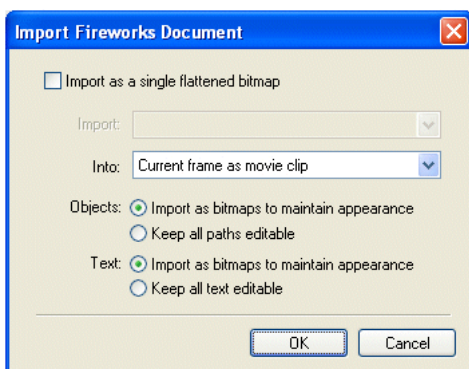 Import Fireworks Document
Import as a single flattened bitmap
Import:
Into: Current frame as movie clip
Objects: Import as bitmaps to maintain appearance
Keep all paths editable
Text: Import as bitmaps to maintain appearance
Keep all text editable
OK Cancel